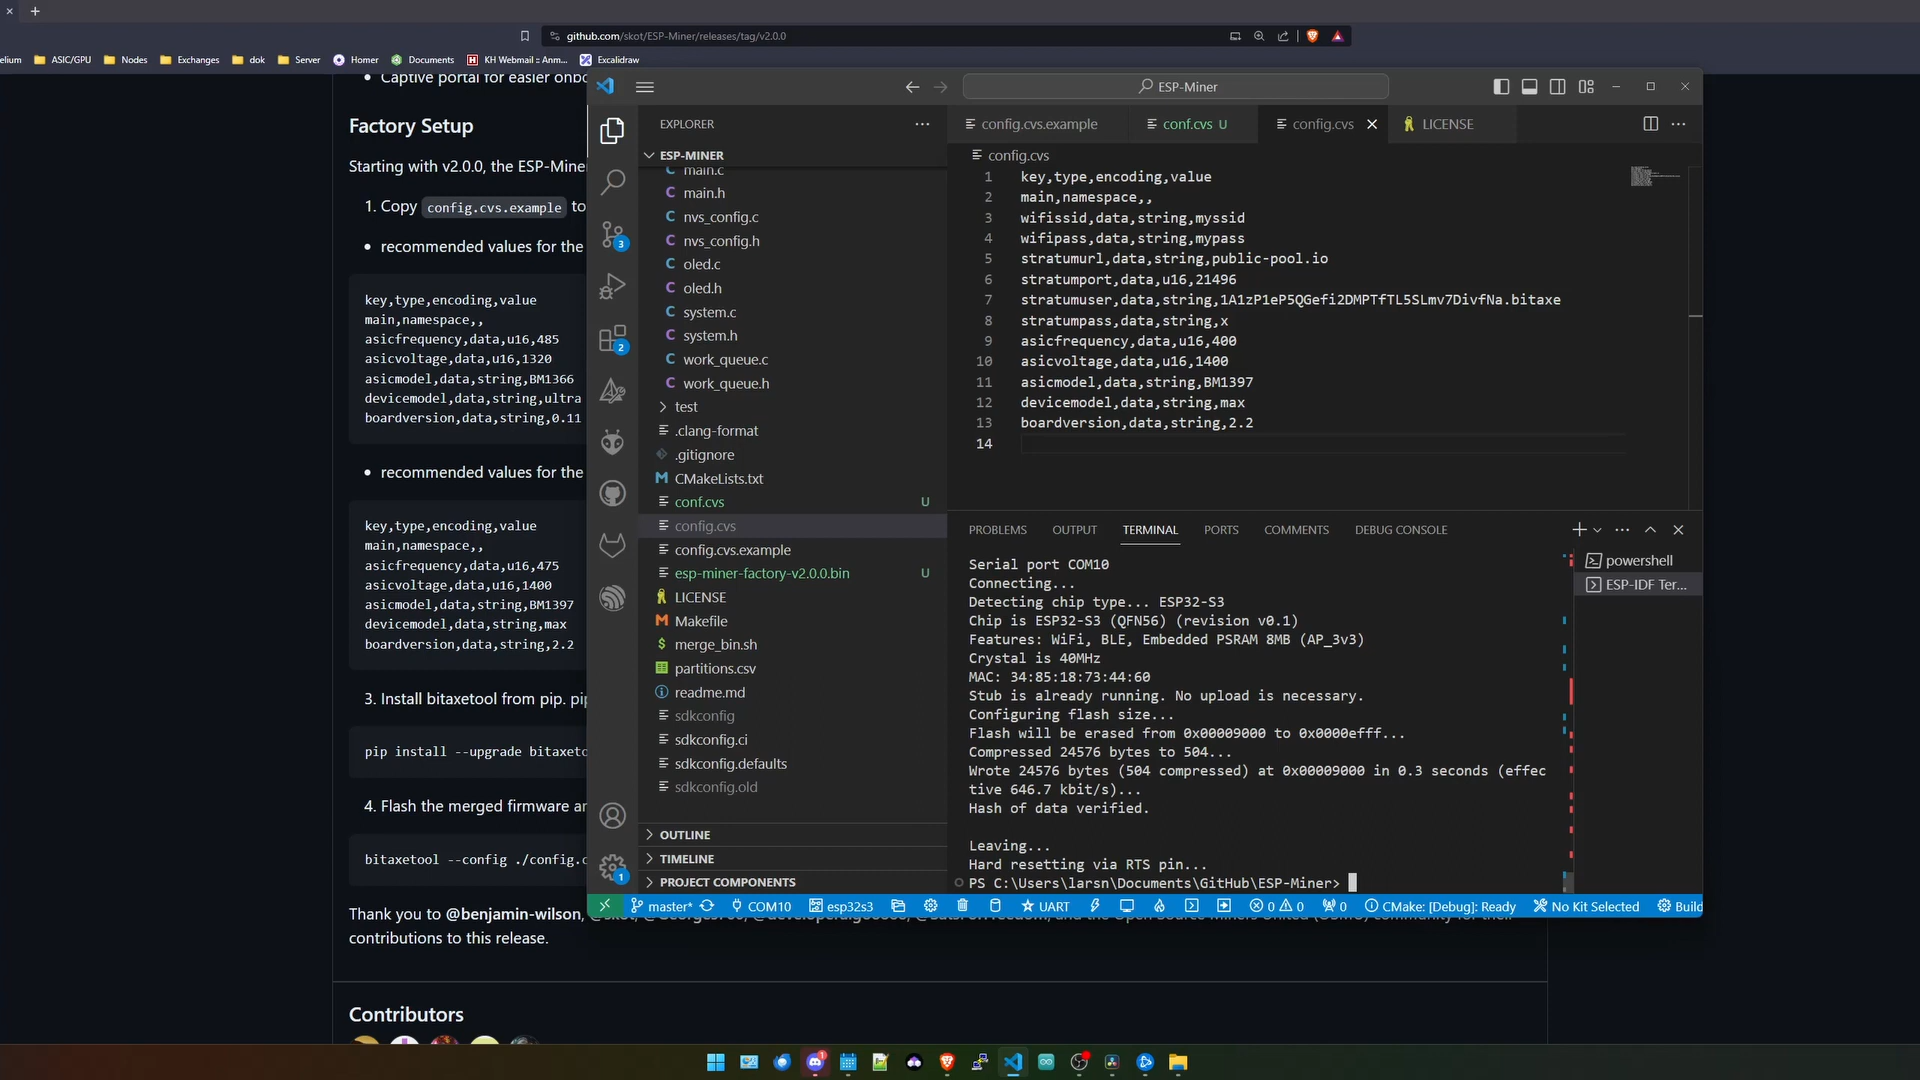 github.com/skot/ESP-Miner/releases/tag/v2.0.0
elium
ASIC/GPU
Nodes
Exchanges
dok
Server
Homer
Documents
KH Webmail :: Anm...
Excalidraw
Captive portal for easier onbo
Factory Setup
Starting with v2.0.0, the ESP-Mine
1. Copy config.cvs.example to
recommended values for the
key,type,encoding,value
main,namespace,,
asicfrequency,data,u16,485
asicvoltage,data,u16,1320
asicmodel,data,string,BM1366
devicemodel,data,string,ultra
boardversion,data,string,0.11
recommended values for the
key,type,encoding,value
main,namespace,,
asicfrequency,data,u16,475
asicvoltage,data,u16,1400
asicmodel,data,string,BM1397
devicemodel,data,string,max
boardversion,data,string,2.2
3. Install bitaxetool from pip. pip
pip install --upgrade bitaxeto
4. Flash the merged firmware an
bitaxetool --config ./config.c
Thank you to @benjamin-wilson,
contributions to this release.
Contributors
ESP-Miner
EXPLORER
ESP-MINER
main.c
main.h
nvs_config.c
nvs_config.h
oled.c
oled.h
system.c
system.h
work_queue.c
work_queue.h
test
.clang-format
.gitignore
CMakeLists.txt
conf.cvs U
config.cvs
config.cvs.example
esp-miner-factory-v2.0.0.bin U
LICENSE
Makefile
merge_bin.sh
partitions.csv
readme.md
sdkconfig
sdkconfig.ci
sdkconfig.defaults
sdkconfig.old
OUTLINE
TIMELINE
PROJECT COMPONENTS
3
2
1
config.cvs.example
conf.cvs U
config.cvs
LICENSE
config.cvs
1 key,type,encoding,value
2 main,namespace,,
3 wifissid,data,string,myssid
4 wifipass,data,string,mypass
5 stratumurl,data,string,public-pool.io
6 stratumport,data,u16,21496
7 stratumuser,data,string,1A1zP1eP5QGefi2DMPTfTL5SLmv7DivfNa.bitaxe
8 stratumpass,data,string,x
9 asicfrequency,data,u16,400
10 asicvoltage,data,u16,1400
11 asicmodel,data,string,BM1397
12 devicemodel,data,string,max
13 boardversion,data,string,2.2
14
PROBLEMS
OUTPUT
TERMINAL
PORTS
COMMENTS
DEBUG CONSOLE
powershell
ESP-IDF Ter...
Serial port COM10
Connecting...
Detecting chip type... ESP32-S3
Chip is ESP32-S3 (QFN56) (revision v0.1)
Features: WiFi, BLE, Embedded PSRAM 8MB (AP_3v3)
Crystal is 40MHz
MAC: 34:85:18:73:44:60
Stub is already running. No upload is necessary.
Configuring flash size...
Flash will be erased from 0x00009000 to 0x0000efff...
Compressed 24576 bytes to 504...
Wrote 24576 bytes (504 compressed) at 0x00009000 in 0.3 seconds (effec
tive 646.7 kbit/s)...
Hash of data verified.
Leaving...
Hard resetting via RTS pin...
PS C:\Users\larsn\Documents\GitHub\ESP-Miner>
master*
COM10
esp32s3
UART
0
0
0
CMake: [Debug]: Ready
No Kit Selected
Build